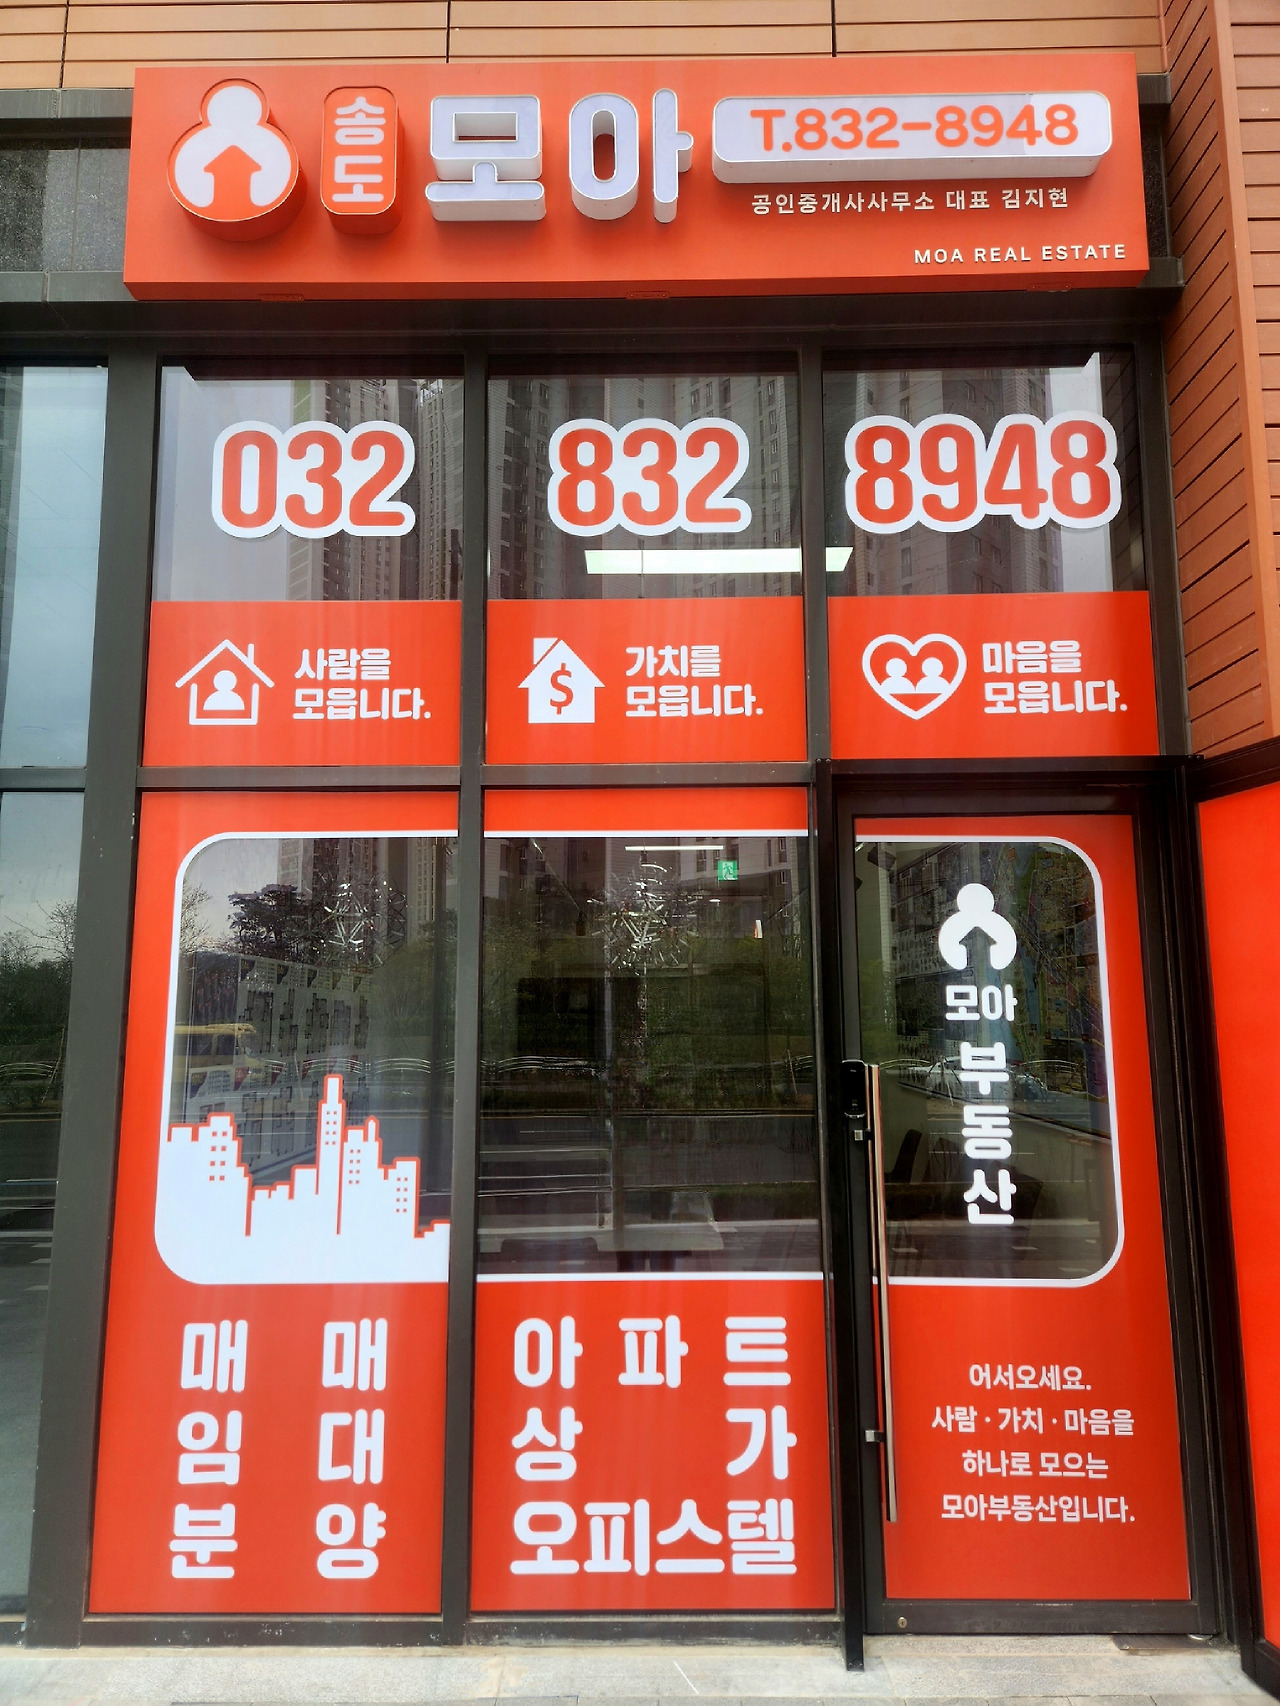 송도
모아
T.832-8948
공인중개사사무소 대표 김지현
MOA REAL ESTATE
032 832 8948
사람을
모읍니다.
가치를
모읍니다.
마음을
모읍니다.
모아
부동산
매매
임대
분양
아파트
상가
오피스텔
어서오세요.
사람·가치·마음을
하나로 모으는
모아부동산입니다.